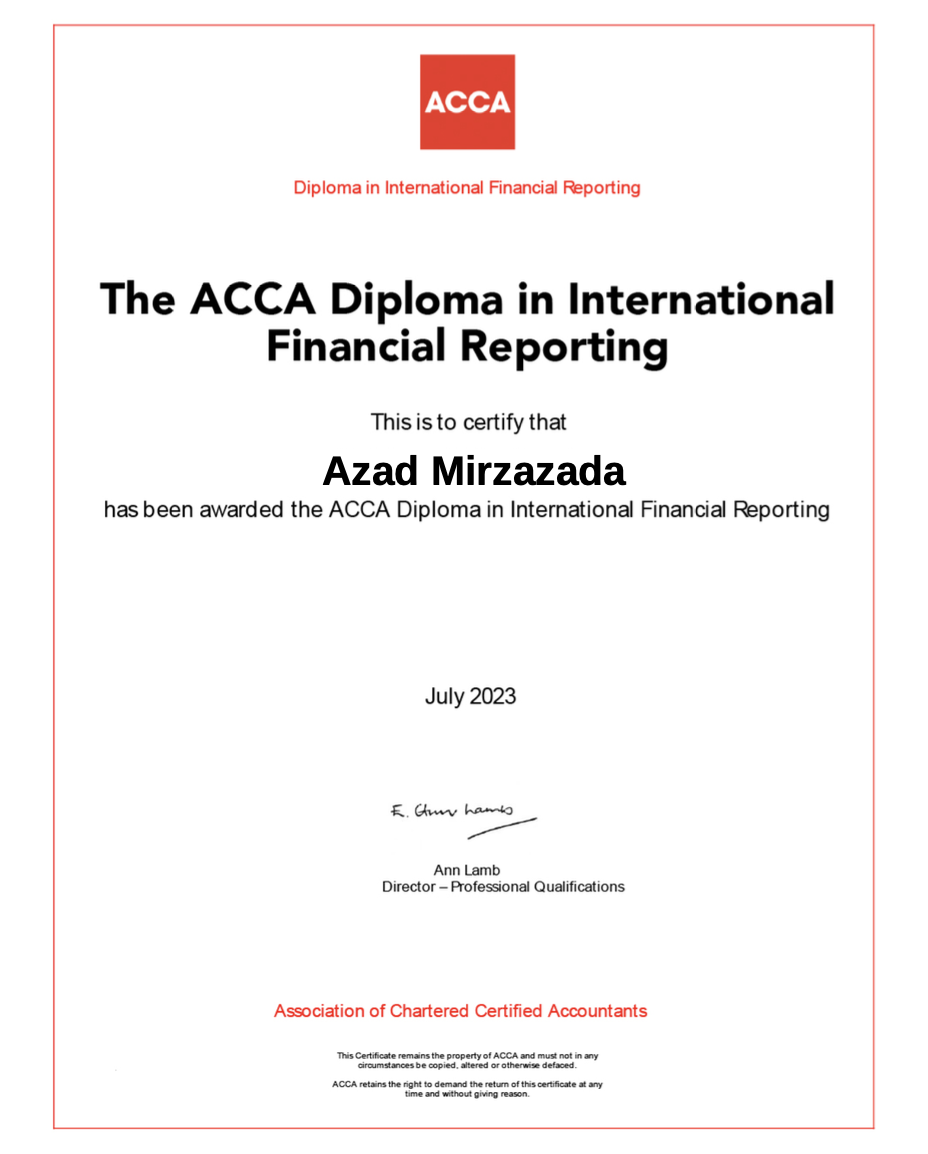 ACCA
Diploma in International Financial Reporting
The ACCA Diploma in International
Financial Reporting
This is to certify that
Azad Mirzazada
has been awarded the ACCA Diploma in International Financial Reporting
July 2023
Ann Lamb
Director – Professional Qualifications
Association of Chartered Certified Accountants
This Certificate remains the property of ACCA and must not in any
circumstances be copied, altered or otherwise defaced.
ACCA retains the right to demand the return of this certificate at any
time and without giving reason.